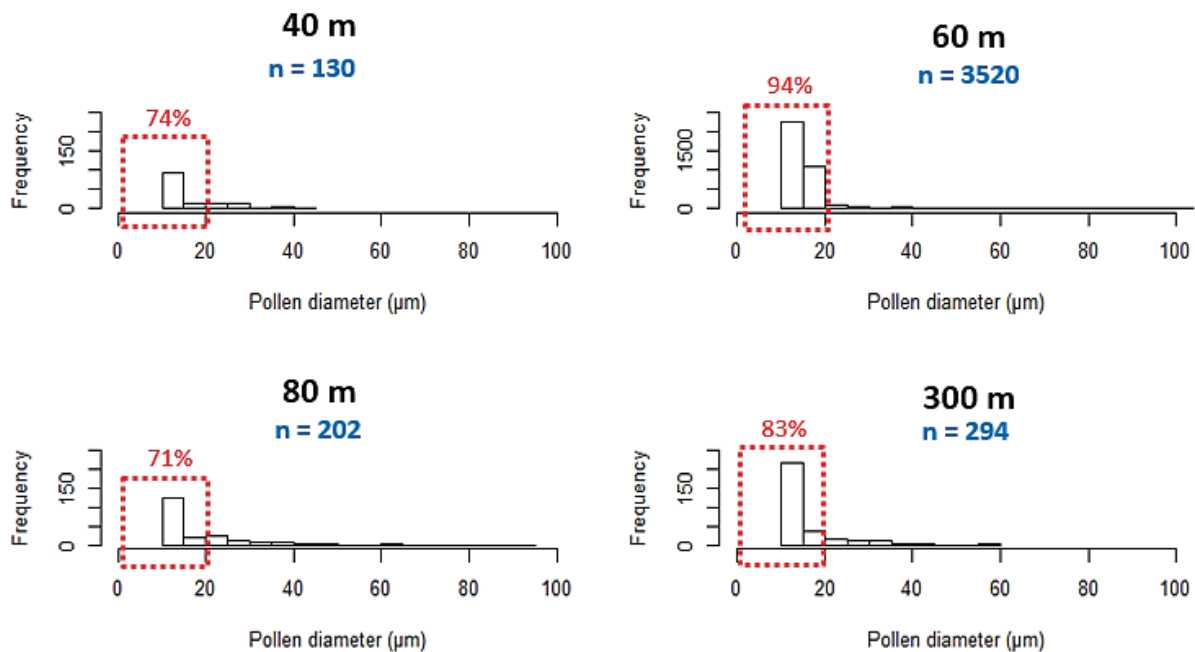 40 m
n = 130
74%
Frequency
150
0
0 20 40 60 80 100
Pollen diameter (µm)
60 m
n = 3520
94%
Frequency
1500
0
0 20 40 60 80 100
Pollen diameter (µm)
80 m
n = 202
71%
Frequency
150
0
0 20 40 60 80 100
Pollen diameter (µm)
300 m
n = 294
83%
Frequency
150
0
0 20 40 60 80 100
Pollen diameter (µm)